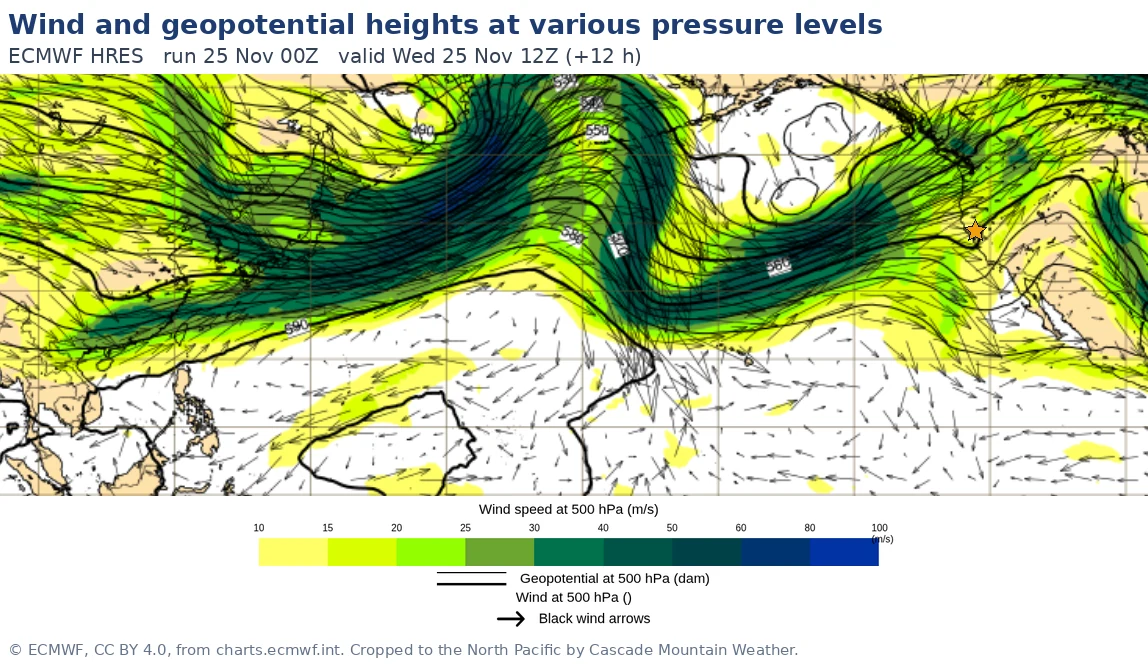 Wind and geopotential heights at various pressure levels
ECMWF HRES run 25 Nov 00Z valid Wed 25 Nov 12Z (+12 h)
550
580
570
560
590
Wind speed at 500 hPa (m/s)
10 15 20 25 30 40 50 60 80 100
(m/s)
Geopotential at 500 hPa (dam)
Wind at 500 hPa ()
Black wind arrows
© ECMWF, CC BY 4.0, from charts.ecmwf.int. Cropped to the North Pacific by Cascade Mountain Weather.